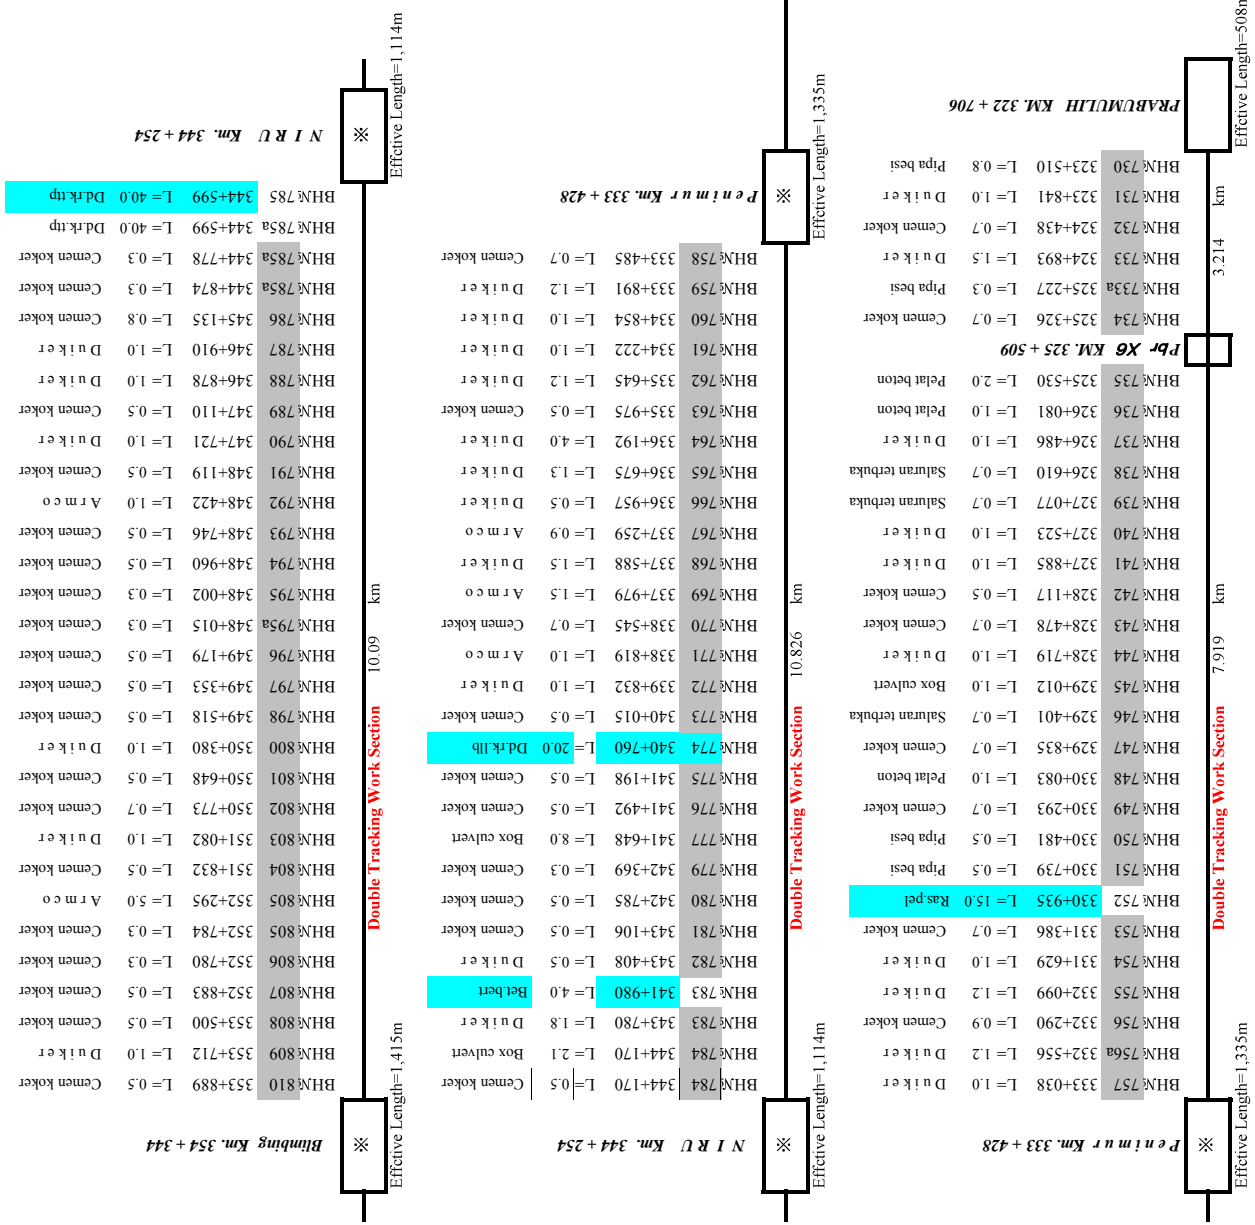 P e n i m u r Km. 333 + 428
Effctive Length=1,335m
BHN 757 333+038 L= 1.0 D u i k e r
BHN 756a 332+556 L= 1.2 D u i k e r
BHN 756 332+290 L= 0.9 Cemen koker
BHN 755 332+099 L= 1.2 D u i k e r
BHN 754 331+629 L= 1.0 D u i k e r
BHN 753 331+386 L= 0.7 Cemen koker
BHN 752 330+935 L= 15.0 Ras.pel
BHN 751 330+739 L= 0.5 Pipa besi
BHN 750 330+481 L= 0.5 Pipa besi
BHN 749 330+293 L= 0.7 Cemen koker
BHN 748 330+083 L= 1.0 Pelat beton
BHN 747 329+835 L= 0.7 Cemen koker
BHN 746 329+401 L= 0.7 Saluran terbuka
BHN 745 329+012 L= 1.0 Box culvert
BHN 744 328+719 L= 1.0 D u i k e r
BHN 743 328+478 L= 0.7 Cemen koker
BHN 742 328+117 L= 0.5 Cemen koker
BHN 741 327+885 L= 1.0 D u i k e r
BHN 740 327+523 L= 1.0 D u i k e r
BHN 739 327+077 L= 0.7 Saluran terbuka
BHN 738 326+610 L= 0.7 Saluran terbuka
BHN 737 326+486 L= 1.0 D u i k e r
BHN 736 326+081 L= 1.0 Pelat beton
BHN 735 325+530 L= 2.0 Pelat beton
Double Tracking Work Section
7.919 km
Pbr X6 KM. 325 + 509
BHN 734 325+326 L= 0.7 Cemen koker
BHN 733a 325+227 L= 0.3 Pipa besi
BHN 733 324+893 L= 1.5 D u i k e r
BHN 732 324+438 L= 0.7 Cemen koker
BHN 731 323+841 L= 1.0 D u i k e r
BHN 730 323+510 L= 0.8 Pipa besi
3.214 km
PRABUMULIH KM. 322 + 706
Effctive Length=508m
N I R U Km. 344 + 254
Effctive Length=1,114m
BHN 784 344+170 L= 0.5 Cemen koker
BHN 784 344+170 L= 2.1 Box culvert
BHN 783 343+780 L= 1.8 D u i k e r
BHN 783 341+980 L= 4.0 Bet.bert
BHN 782 343+408 L= 0.5 D u i k e r
BHN 781 343+106 L= 0.5 Cemen koker
BHN 780 342+785 L= 0.5 Cemen koker
BHN 779 342+369 L= 0.3 Cemen koker
BHN 777 341+648 L= 8.0 Box culvert
BHN 776 341+492 L= 0.5 Cemen koker
BHN 775 341+198 L= 0.5 Cemen koker
BHN 774 340+760 L= 20.0 Rd.rk.llb
BHN 773 340+015 L= 0.5 Cemen koker
BHN 772 339+832 L= 1.0 D u i k e r
BHN 771 338+819 L= 1.0 A r m c o
BHN 770 338+545 L= 0.7 Cemen koker
BHN 769 337+979 L= 1.5 A r m c o
BHN 768 337+588 L= 1.5 D u i k e r
BHN 767 337+259 L= 0.9 A r m c o
BHN 766 336+957 L= 0.5 D u i k e r
BHN 765 336+675 L= 1.3 D u i k e r
BHN 764 336+192 L= 4.0 D u i k e r
BHN 763 335+975 L= 0.5 Cemen koker
BHN 762 335+645 L= 1.2 D u i k e r
BHN 761 334+222 L= 1.0 D u i k e r
BHN 760 334+854 L= 1.0 D u i k e r
BHN 759 333+891 L= 1.2 D u i k e r
BHN 758 333+485 L= 0.7 Cemen koker
Double Tracking Work Section
10.826 km
P e n i m u r Km. 333 + 428
※
Effctive Length=1,335m
Blimbing Km. 354 + 344
Effctive Length=1,415m
BHN 810 353+889 L= 0.5 Cemen koker
BHN 809 353+712 L= 1.0 D u i k e r
BHN 808 353+500 L= 0.5 Cemen koker
BHN 807 352+883 L= 0.5 Cemen koker
BHN 806 352+780 L= 0.3 Cemen koker
BHN 805 352+784 L= 0.3 Cemen koker
BHN 805 352+295 L= 5.0 A r m c o
BHN 804 351+832 L= 0.5 Cemen koker
BHN 803 351+082 L= 1.0 D u i k e r
BHN 802 350+773 L= 0.7 Cemen koker
BHN 801 350+648 L= 0.5 Cemen koker
BHN 800 350+380 L= 1.0 D u i k e r
BHN 798 349+518 L= 0.5 Cemen koker
BHN 797 349+353 L= 0.5 Cemen koker
BHN 796 349+179 L= 0.5 Cemen koker
BHN 795a 348+015 L= 0.3 Cemen koker
BHN 795 348+002 L= 0.3 Cemen koker
BHN 794 348+960 L= 0.5 Cemen koker
BHN 793 348+746 L= 0.5 Cemen koker
BHN 792 348+422 L= 1.0 A r m c o
BHN 791 348+119 L= 0.5 Cemen koker
BHN 790 347+721 L= 1.0 D u i k e r
BHN 789 347+110 L= 0.5 Cemen koker
BHN 788 346+878 L= 1.0 D u i k e r
BHN 787 346+910 L= 1.0 D u i k e r
BHN 786 345+135 L= 0.8 Cemen koker
BHN 785a 344+874 L= 0.3 Cemen koker
BHN 785a 344+778 L= 0.3 Cemen koker
BHN 785a 344+599 L= 40.0 Dd.rk.ttp
BHN 785 344+599 L= 40.0 Dd.rk.ttp
Double Tracking Work Section
10.09 km
N I R U Km. 344 + 254
※
Effctive Length=1,114m